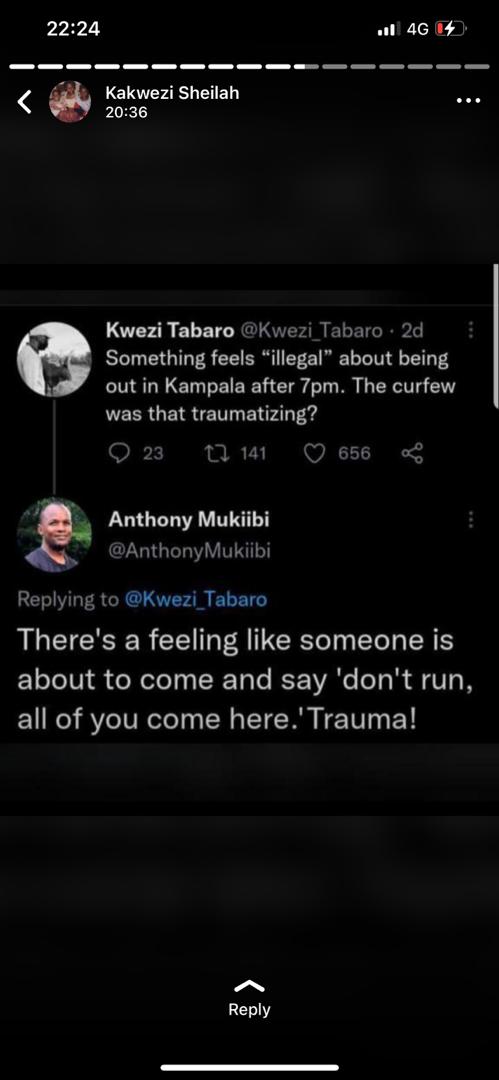 22:24
4G
Kakwezi Sheilah
20:36
Kwezi Tabaro @Kwezi_Tabaro · 2d
Something feels “illegal” about being
out in Kampala after 7pm. The curfew
was that traumatizing?
23 141 656
Anthony Mukiibi
@AnthonyMukiibi
Replying to @Kwezi_Tabaro
There's a feeling like someone is
about to come and say 'don't run,
all of you come here.'Trauma!
Reply